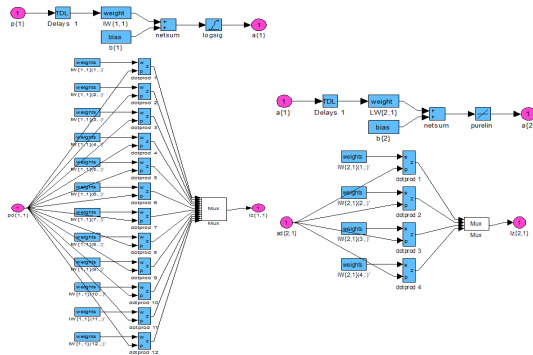 1 TDL weight
p{1} Delays 1 IW{1,1}
bias netsum logsig a{1}
b{1}
weights
IW{1,1}(1,:)'
dotprod 1
weights
IW{1,1}(2,:)'
dotprod 2
weights
IW{1,1}(3,:)'
dotprod 3
weights
IW{1,1}(4,:)'
dotprod 4
weights
IW{1,1}(5,:)'
dotprod 5
weights
IW{1,1}(6,:)'
dotprod 6
pd{1,1}
Mux
Mux
iz{1,1}
weights
IW{1,1}(7,:)'
dotprod 7
weights
IW{1,1}(8,:)'
dotprod 8
weights
IW{1,1}(9,:)'
dotprod 9
weights
IW{1,1}(10,:)'
dotprod 10
weights
IW{1,1}(11,:)'
dotprod 11
weights
IW{1,1}(12,:)'
dotprod 12
1 TDL weight
a{1} Delays 1 LW{2,1}
bias netsum purelin a{2
b{2}
weights
IW{2,1}(1,:)'
dotprod 1
weights
IW{2,1}(2,:)'
dotprod 2
ad{2,1}
Mux
Mux
lz{2,1}
weights
IW{2,1}(3,:)'
dotprod 3
weights
IW{2,1}(4,:)'
dotprod 4